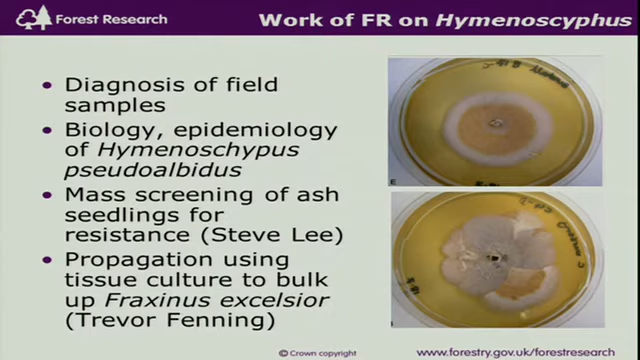 Forest Research
Work of FR on Hymenoscyphus
• Diagnosis of field
samples
• Biology, epidemiology
of Hymenoschypus
pseudoalbidus
• Mass screening of ash
seedlings for
resistance (Steve Lee)
• Propagation using
tissue culture to bulk
up Fraxinus excelsior
(Trevor Fenning)
© Crown copyright
www.forestry.gov.uk/forestresearch